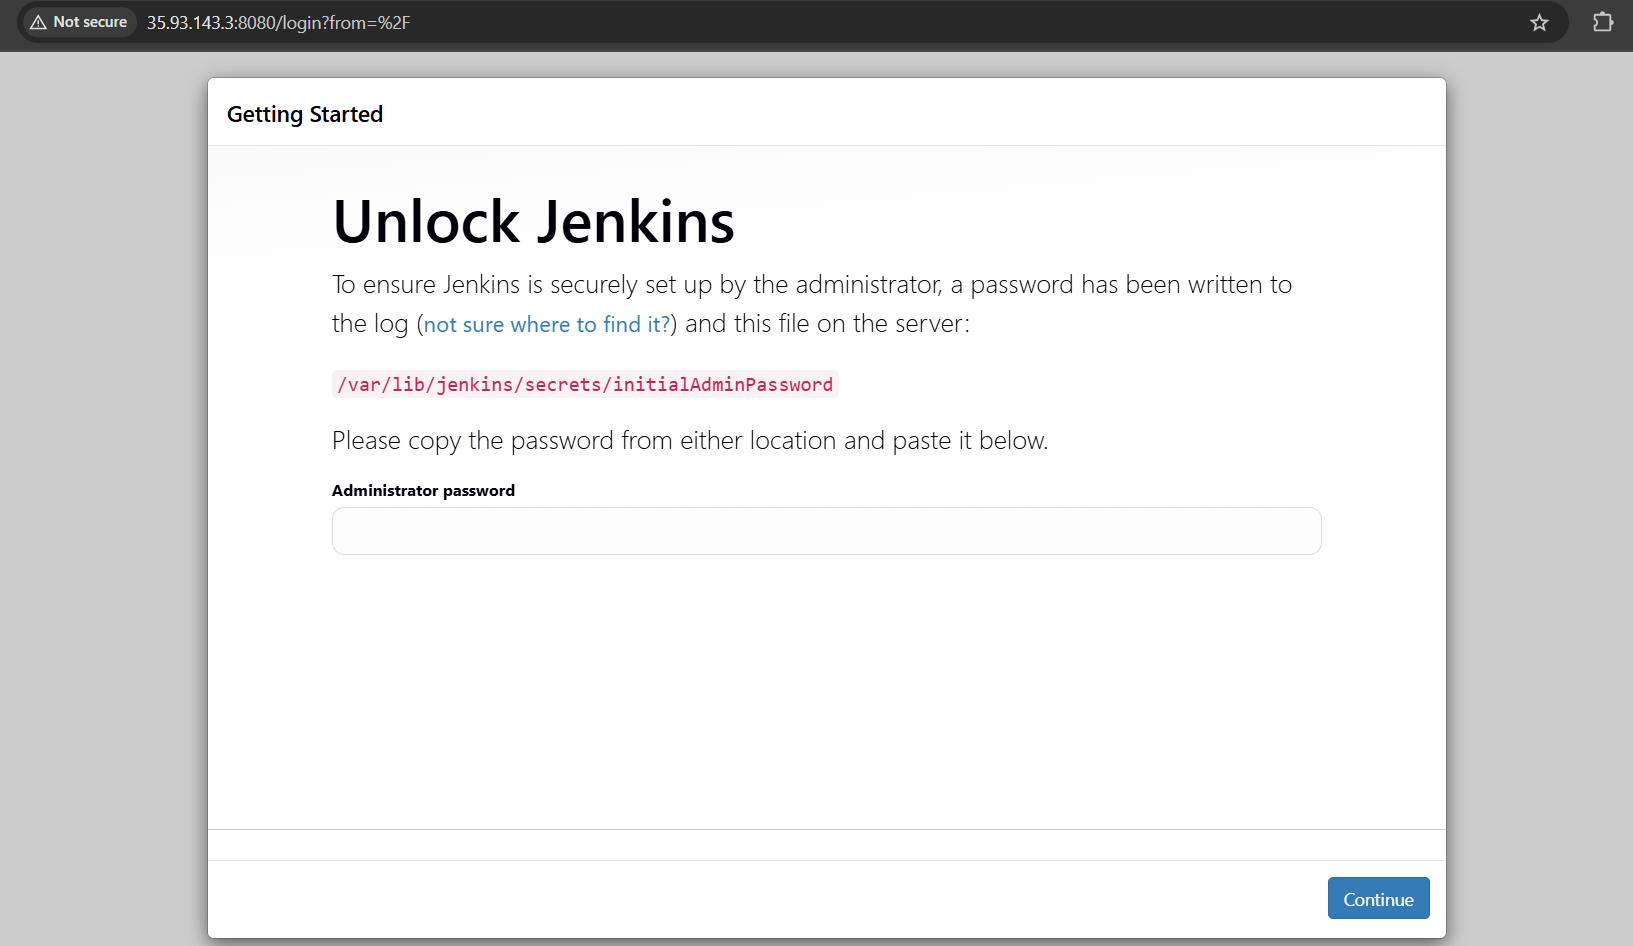 Not secure 35.93.143.3:8080/login?from=%2F
Getting Started
Unlock Jenkins
To ensure Jenkins is securely set up by the administrator, a password has been written to
the log (not sure where to find it?) and this file on the server:
/var/lib/jenkins/secrets/initialAdminPassword
Please copy the password from either location and paste it below.
Administrator password
Continue